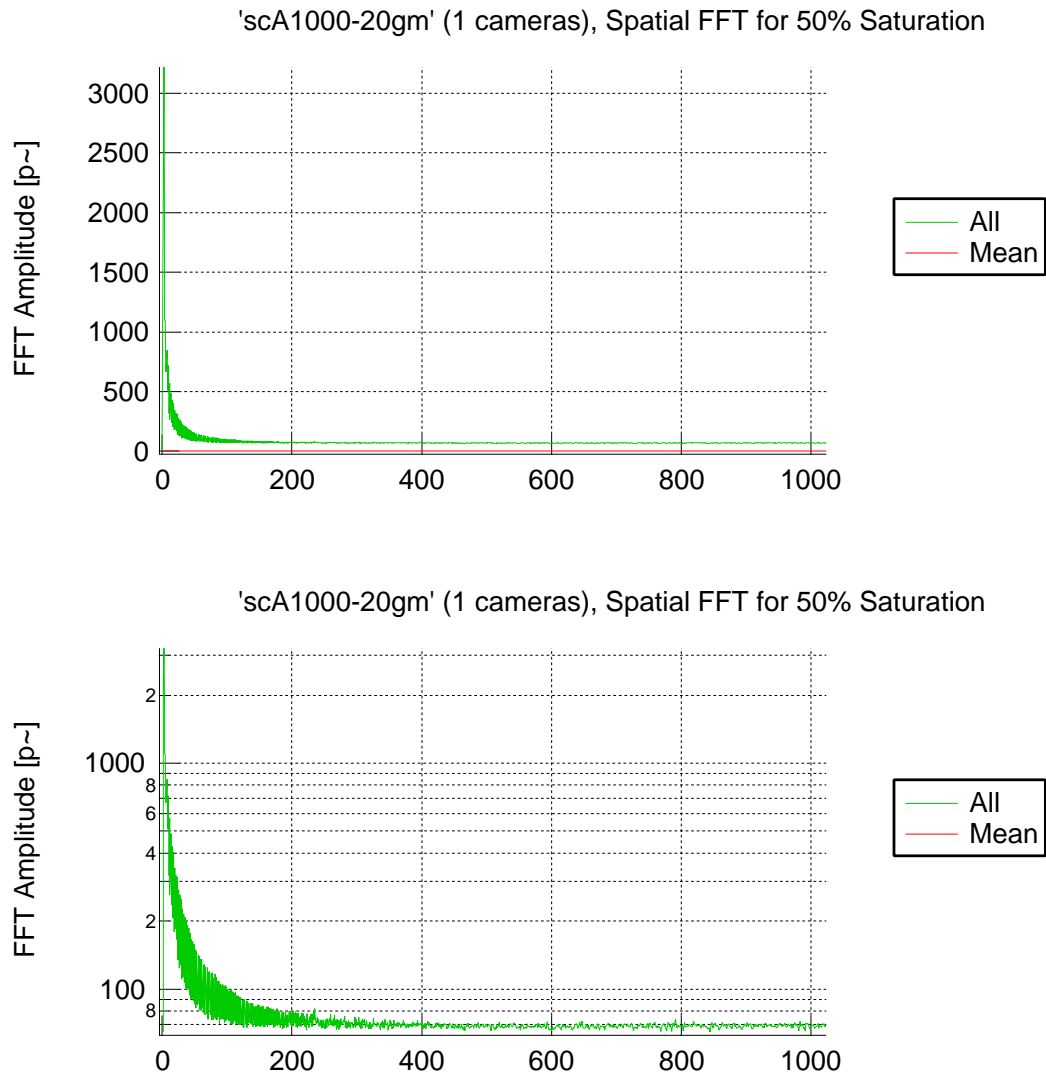 'scA1000-20gm' (1 cameras), Spatial FFT for 50% Saturation
FFT Amplitude [p~]
3000
2500
2000
1500
1000
500
0
0 200 400 600 800 1000
All
Mean
'scA1000-20gm' (1 cameras), Spatial FFT for 50% Saturation
FFT Amplitude [p~]
2
1000
8
6
4
2
100
8
0 200 400 600 800 1000
All
Mean